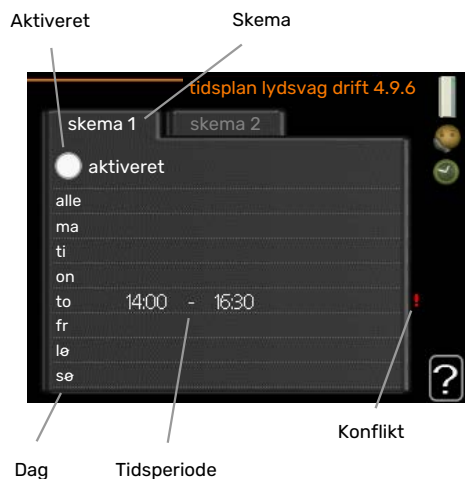 Aktiveret
Skema
tidsplan lydsvag drift 4.9.6
skema 1
skema 2
aktiveret
alle
ma
ti
on
to 14:00 - 16:30
fr
lø
sø
!
?
Konflikt
Dag
Tidsperiode